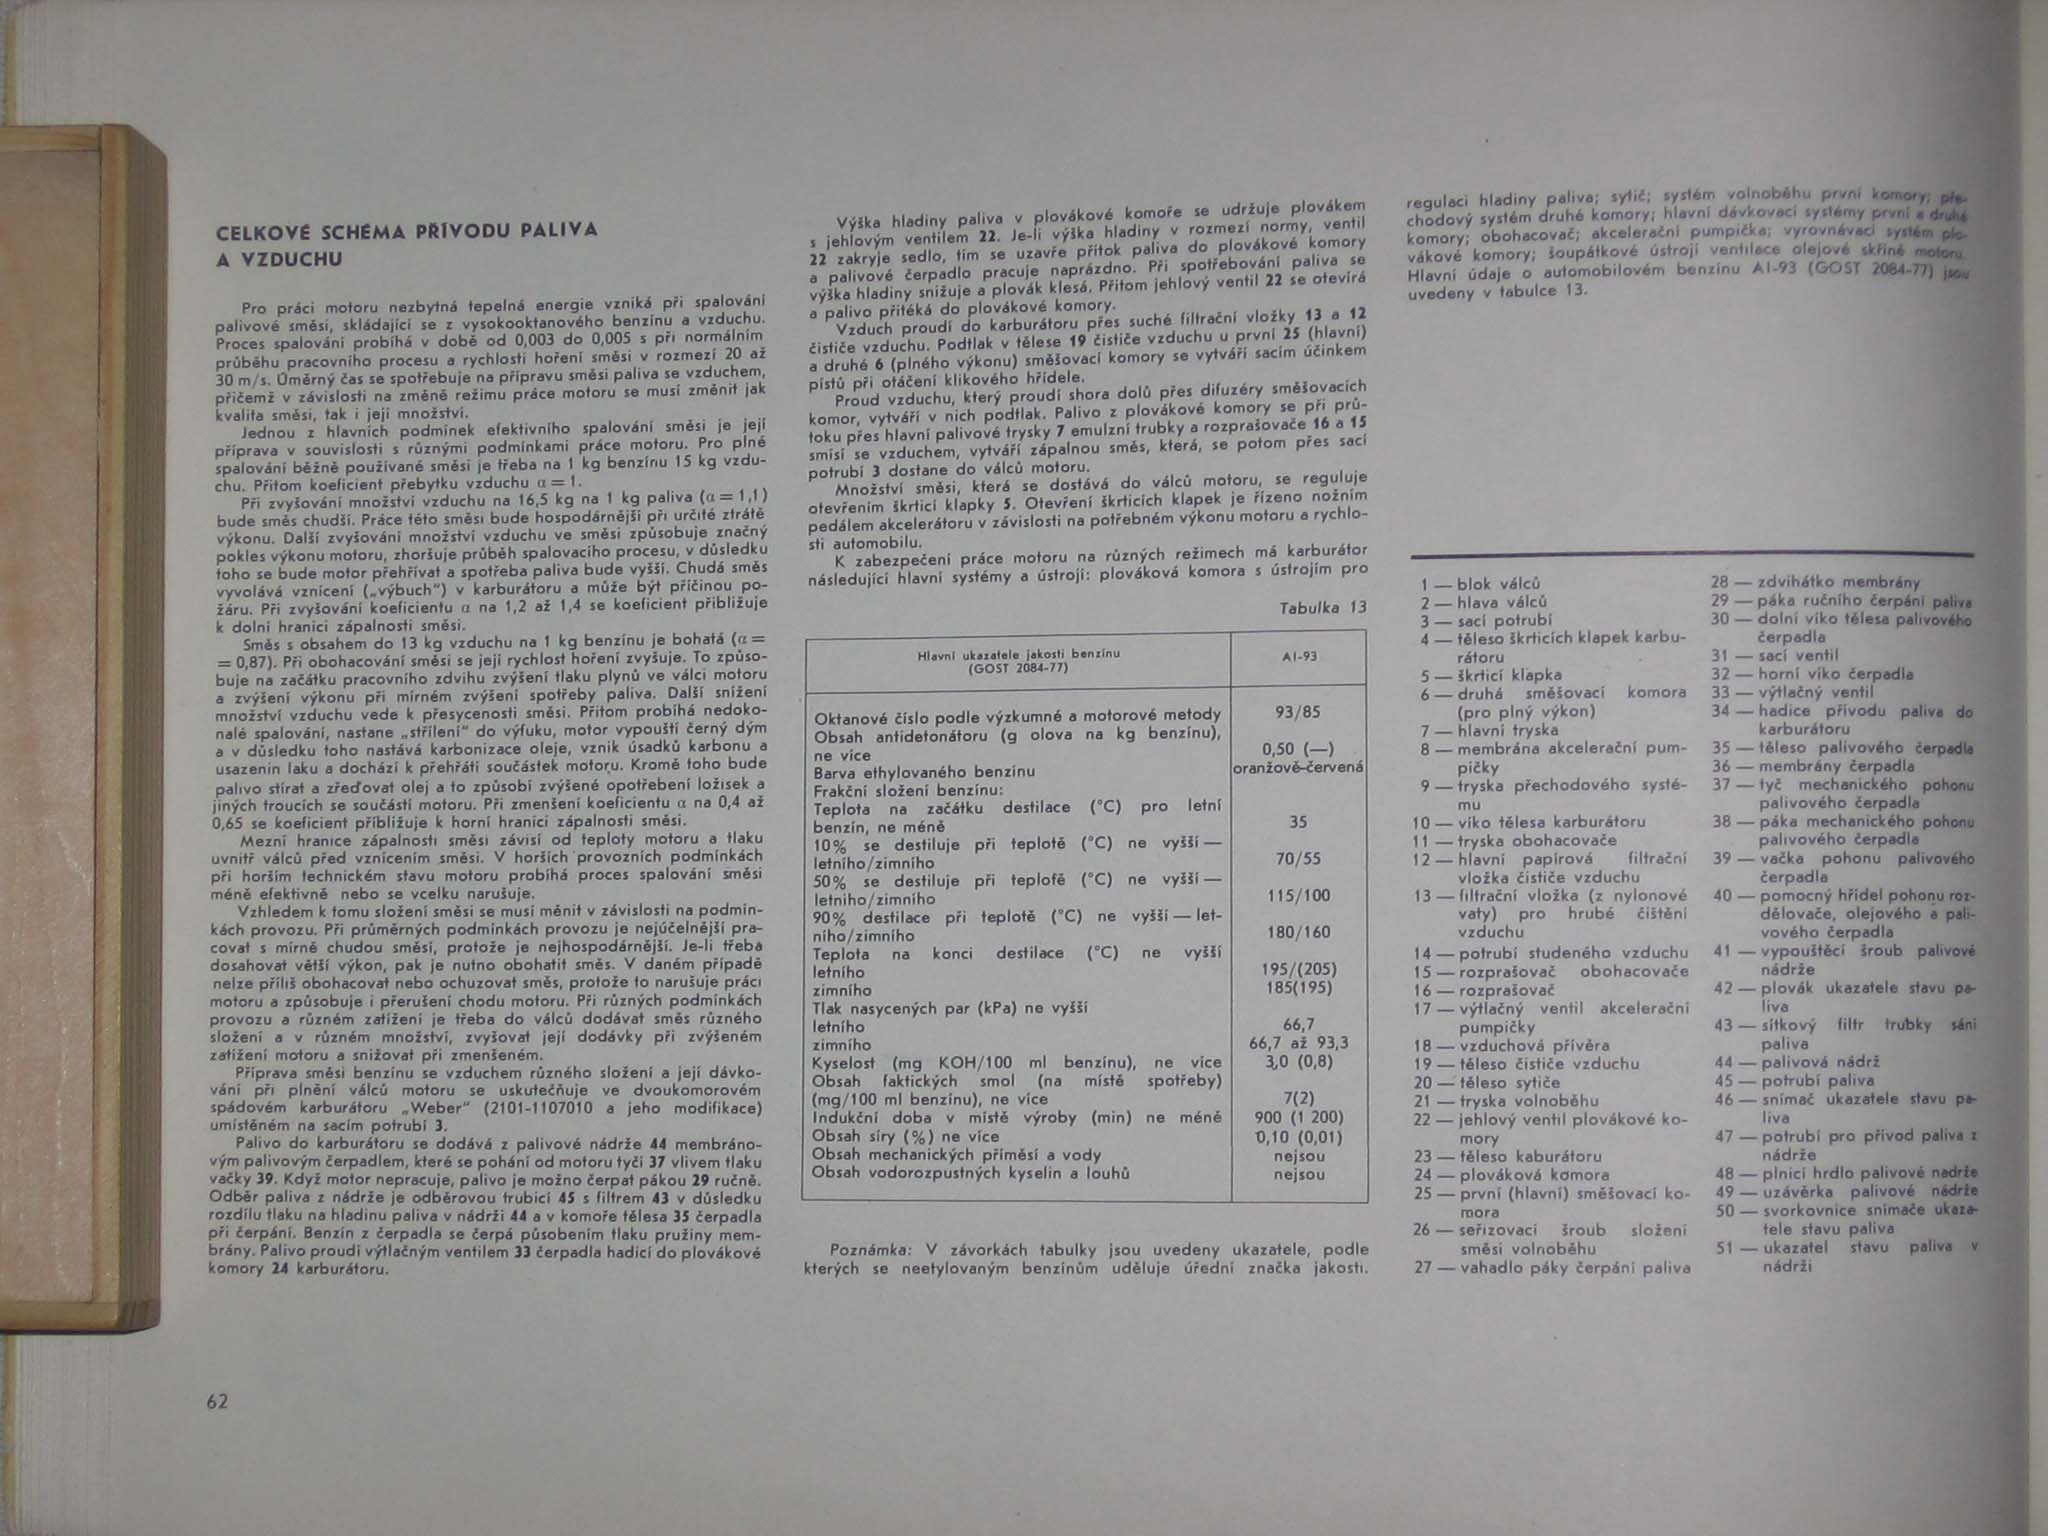 CELKOVÉ SCHÉMA PŘÍVODU PALIVA
A VZDUCHU
Pro práci motoru nezbytná tepelná energie vzniká při spalování
palivové směsi, skládající se z vysokooktanového benzínu a vzduchu.
Proces spalování probíhá v době od 0,003 do 0,005 s při normálním
průběhu pracovního procesu a rychlosti hoření směsi v rozmezí 20 až
30 m/s. Úměrný čas se spotřebuje na přípravu směsi paliva se vzduchem,
přičemž v závislosti na změně režimu práce motoru se musí změnit jak
kvalita směsi, tak i její množství.
Jednou z hlavních podmínek efektivního spalování směsi je její
příprava v souvislosti s různými podmínkami práce motoru. Pro plné
spalování běžně používané směsi je třeba na 1 kg benzínu 15 kg vzdu-
chu. Přitom koeficient přebytku vzduchu α = 1.
Při zvyšování množství vzduchu na 16,5 kg na 1 kg paliva (α = 1,1)
bude směs chudší. Práce této směsi bude hospodárnější při určité ztrátě
výkonu. Další zvyšování množství vzduchu ve směsi způsobuje značný
pokles výkonu motoru, zhoršuje průběh spalovacího procesu, v důsledku
toho se bude motor přehřívat a spotřeba paliva bude vyšší. Chudá směs
vyvolává vznícení („výbuch") v karburátoru a může být příčinou po-
žáru. Při zvyšování koeficientu α na 1,2 až 1,4 se koeficient přibližuje
k dolní hranici zápalnosti směsi.
Směs s obsahem do 13 kg vzduchu na 1 kg benzínu je bohatá (α =
= 0,87). Při obohacování směsi se její rychlost hoření zvyšuje. To způso-
buje na začátku pracovního zdvihu zvýšení tlaku plynů ve válci motoru
a zvýšení výkonu při mírném zvýšení spotřeby paliva. Další snížení
množství vzduchu vede k přesycenosti směsi. Přitom probíhá nedoko-
nalé spalování, nastane „střílení" do výfuku, motor vypouští černý dým
a v důsledku toho nastává karbonizace oleje, vznik úsadků karbonu a
usazenin laku a dochází k přehřátí součástek motoru. Kromě toho bude
palivo stírat a zřeďovat olej a to způsobí zvýšené opotřebení ložisek a
jiných troucích se součástí motoru. Při zmenšení koeficientu α na 0,4 až
0,65 se koeficient přibližuje k horní hranici zápalnosti směsi.
Mezní hranice zápalnosti směsi závisí od teploty motoru a tlaku
uvnitř válců před vznícením směsi. V horších provozních podmínkách
při horším technickém stavu motoru probíhá proces spalování směsi
méně efektivně nebo se vcelku narušuje.
Vzhledem k tomu složení směsi se musí měnit v závislosti na podmín-
kách provozu. Při průměrných podmínkách provozu je nejúčelnější pra-
covat s mírně chudou směsí, protože je nejhospodárnější. Je-li třeba
dosahovat větší výkon, pak je nutno obohatit směs. V daném případě
nelze příliš obohacovat nebo ochuzovat směs, protože to narušuje práci
motoru a způsobuje i přerušení chodu motoru. Při různých podmínkách
provozu a různém zatížení je třeba do válců dodávat směs různého
složení a v různém množství, zvyšovat její dodávky při zvýšeném
zatížení motoru a snižovat při zmenšeném.
Příprava směsi benzínu se vzduchem různého složení a její dávko-
vání při plnění válců motoru se uskutečňuje ve dvoukomorovém
spádovém karburátoru „Weber" (2101-1107010 a jeho modifikace)
umístěném na sacím potrubí 3.
Palivo do karburátoru se dodává z palivové nádrže 44 membráno-
vým palivovým čerpadlem, které se pohání od motoru tyčí 37 vlivem tlaku
vačky 39. Když motor nepracuje, palivo je možno čerpat pákou 29 ručně.
Odběr paliva z nádrže je odběrovou trubicí 45 s filtrem 43 v důsledku
rozdílu tlaku na hladinu paliva v nádrži 44 a v komoře tělesa 35 čerpadla
při čerpání. Benzín z čerpadla se čerpá působením tlaku pružiny mem-
brány. Palivo proudí výtlačným ventilem 33 čerpadla hadicí do plovákové
komory 24 karburátoru.
62
Výška hladiny paliva v plovákové komoře se udržuje plovákem
s jehlovým ventilem 22. Je-li výška hladiny v rozmezí normy, ventil
22 zakryje sedlo, tím se uzavře přítok paliva do plovákové komory
a palivové čerpadlo pracuje naprázdno. Při spotřebování paliva se
výška hladiny snižuje a plovák klesá. Přitom jehlový ventil 22 se otevírá
a palivo přitéká do plovákové komory.
Vzduch proudí do karburátoru přes suché filtrační vložky 13 a 12
čističe vzduchu. Podtlak v tělese 19 čističe vzduchu u první 25 (hlavní)
a druhé 6 (plného výkonu) směšovací komory se vytváří sacím účinkem
pístů při otáčení klikového hřídele.
Proud vzduchu, který proudí shora dolů přes difuzéry směšovacích
komor, vytváří v nich podtlak. Palivo z plovákové komory se při prů-
toku přes hlavní palivové trysky 7 emulzní trubky a rozprašovače 16 a 15
smísí se vzduchem, vytváří zápalnou směs, která, se potom přes sací
potrubí 3 dostane do válců motoru.
Množství směsi, která se dostává do válců motoru, se reguluje
otevřením škrticí klapky 5. Otevření škrticích klapek je řízeno nožním
pedálem akcelerátoru v závislosti na potřebném výkonu motoru a rychlo-
sti automobilu.
K zabezpečení práce motoru na různých režimech má karburátor
následující hlavní systémy a ústrojí: plováková komora s ústrojím pro
Tabulka 13
Hlavní ukazatele jakosti benzínu
(GOST 2084-77)
AI-93
Oktanové číslo podle výzkumné a motorové metody 93/85
Obsah antidetonátoru (g olova na kg benzínu),
ne více 0,50 (—)
Barva ethylovaného benzínu oranžově-červená
Frakční složení benzínu:
Teplota na začátku destilace (°C) pro letní
benzín, ne méně 35
10% se destiluje při teplotě (°C) ne vyšší —
letního/zimního 70/55
50% se destiluje při teplotě (°C) ne vyšší —
letního/zimního 115/100
90% destilace při teplotě (°C) ne vyšší — let-
ního/zimního 180/160
Teplota na konci destilace (°C) ne vyšší
letního 195/(205)
zimního 185(195)
Tlak nasycených par (kPa) ne vyšší
letního 66,7
zimního 66,7 až 93,3
Kyselost (mg KOH/100 ml benzínu), ne více 3,0 (0,8)
Obsah faktických smol (na místě spotřeby)
(mg/100 ml benzínu), ne více 7(2)
Indukční doba v místě výroby (min) ne méně 900 (1 200)
Obsah síry (%) ne více 0,10 (0,01)
Obsah mechanických příměsí a vody nejsou
Obsah vodorozpustných kyselin a louhů nejsou
Poznámka: V závorkách tabulky jsou uvedeny ukazatele, podle
kterých se neetylovaným benzínům uděluje úřední značka jakosti.
regulaci hladiny paliva; sytič; systém volnoběhu první komory; pře-
chodový systém druhé komory; hlavní dávkovací systémy první a druhé
komory; obohacovač; akcelerační pumpička; vyrovnávací systém plo-
vákové komory; šoupátkové ústrojí ventilace olejové skříně motoru.
Hlavní údaje o automobilovém benzínu AI-93 (GOST 2084-77) jsou
uvedeny v tabulce 13.
1 — blok válců
2 — hlava válců
3 — sací potrubí
4 — těleso škrticích klapek karbu-
rátoru
5 — škrticí klapka
6 — druhá směšovací komora
(pro plný výkon)
7 — hlavní tryska
8 — membrána akcelerační pum-
pičky
9 — tryska přechodového systé-
mu
10 — víko tělesa karburátoru
11 — tryska obohacovače
12 — hlavní papírová filtrační
vložka čističe vzduchu
13 — filtrační vložka (z nylonové
vaty) pro hrubé čištění
vzduchu
14 — potrubí studeného vzduchu
15 — rozprašovač obohacovače
16 — rozprašovač
17 — výtlačný ventil akcelerační
pumpičky
18 — vzduchová přívěra
19 — těleso čističe vzduchu
20 — těleso sytiče
21 — tryska volnoběhu
22 — jehlový ventil plovákové ko-
mory
23 — těleso kaburátoru
24 — plováková komora
25 — první (hlavní) směšovací ko-
mora
26 — seřizovací šroub složení
směsi volnoběhu
27 — vahadlo páky čerpání paliva
28 — zdvihátko membrány
29 — páka ručního čerpání paliva
30 — dolní víko tělesa palivového
čerpadla
31 — sací ventil
32 — horní víko čerpadla
33 — výtlačný ventil
34 — hadice přívodu paliva do
karburátoru
35 — těleso palivového čerpadla
36 — membrány čerpadla
37 — tyč mechanického pohonu
palivového čerpadla
38 — páka mechanického pohonu
palivového čerpadla
39 — vačka pohonu palivového
čerpadla
40 — pomocný hřídel pohonu roz-
dělovače, olejového a pali-
vového čerpadla
41 — vypouštěcí šroub palivové
nádrže
42 — plovák ukazatele stavu pa-
liva
43 — sítkový filtr trubky sání
paliva
44 — palivová nádrž
45 — potrubí paliva
46 — snímač ukazatele stavu pa-
liva
47 — potrubí pro přívod paliva z
nádrže
48 — plnicí hrdlo palivové nádrže
49 — uzávěrka palivové nádrže
50 — svorkovnice snímače ukaza-
tele stavu paliva
51 — ukazatel stavu paliva v
nádrži